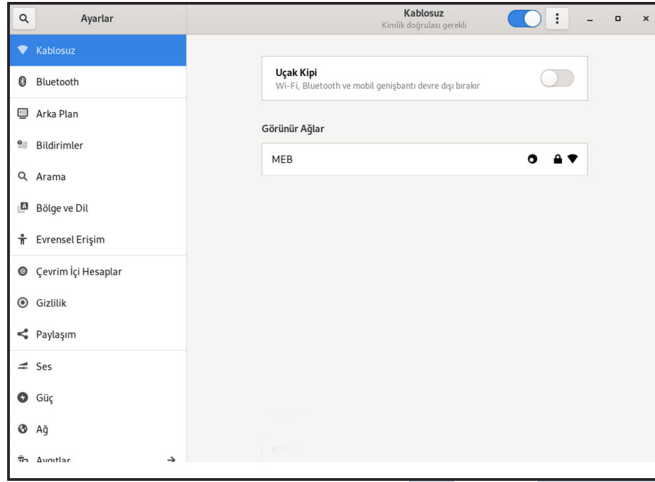 Ayarlar
Kablosuz
Kimlik doğrulası gerekli
Kablosuz
Bluetooth
Arka Plan
Bildirimler
Arama
Bölge ve Dil
Evrensel Erişim
Çevrim İçi Hesaplar
Gizlilik
Paylaşım
Ses
Güç
Ağ
Aygıtlar
Uçak Kipi
Wi-Fi, Bluetooth ve mobil genişbantı devre dışı bırakır
Görünür Ağlar
MEB